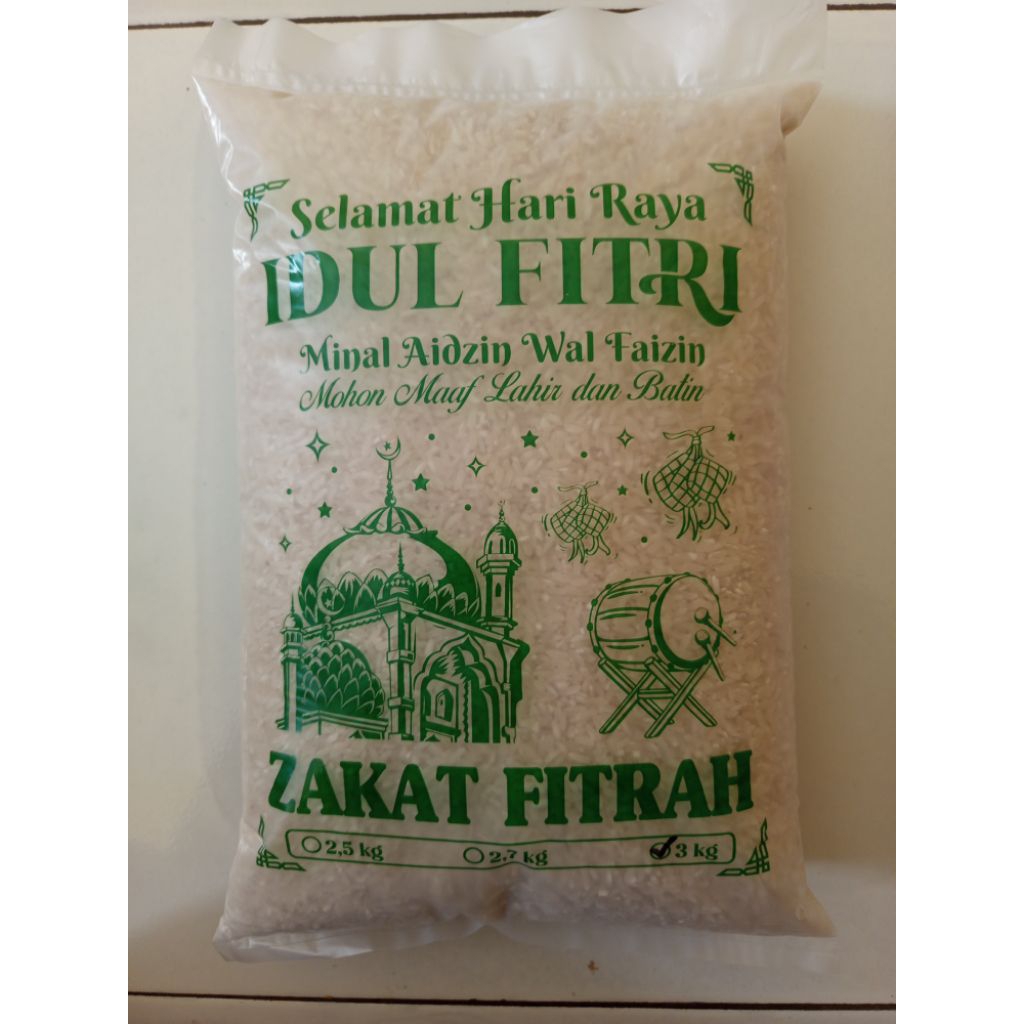 Selamat Hari Raya
IDUL FITRI
Minal Aidzin Wal Faizin
Mohon Maaf Lahir dan Batin
ZAKAT FITRAH
2,5 kg 2,7 kg 3 kg